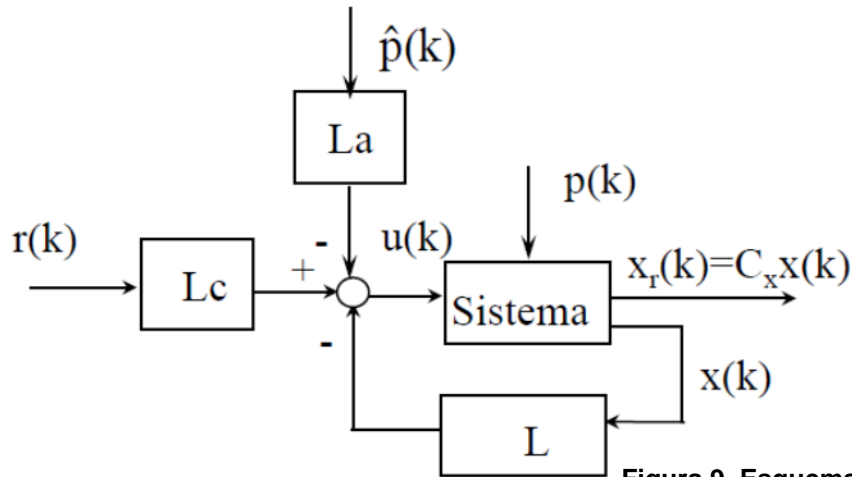 p̂(k)
La
p(k)
r(k)
-
u(k)
+
x_r(k)=C_x x(k)
Lc
Sistema
-
x(k)
L
Figura 9. Esquema